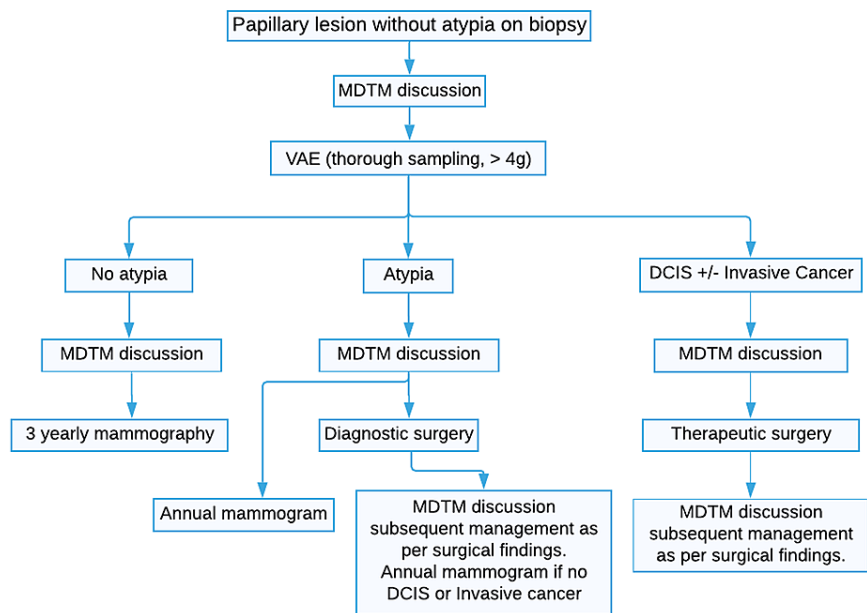 Papillary lesion without atypia on biopsy
MDTM discussion
VAE (thorough sampling, > 4g)
No atypia
Atypia
DCIS +/- Invasive Cancer
MDTM discussion
MDTM discussion
MDTM discussion
3 yearly mammography
Diagnostic surgery
Therapeutic surgery
Annual mammogram
MDTM discussion
subsequent management as
per surgical findings.
Annual mammogram if no
DCIS or Invasive cancer
MDTM discussion
subsequent management
as per surgical findings.